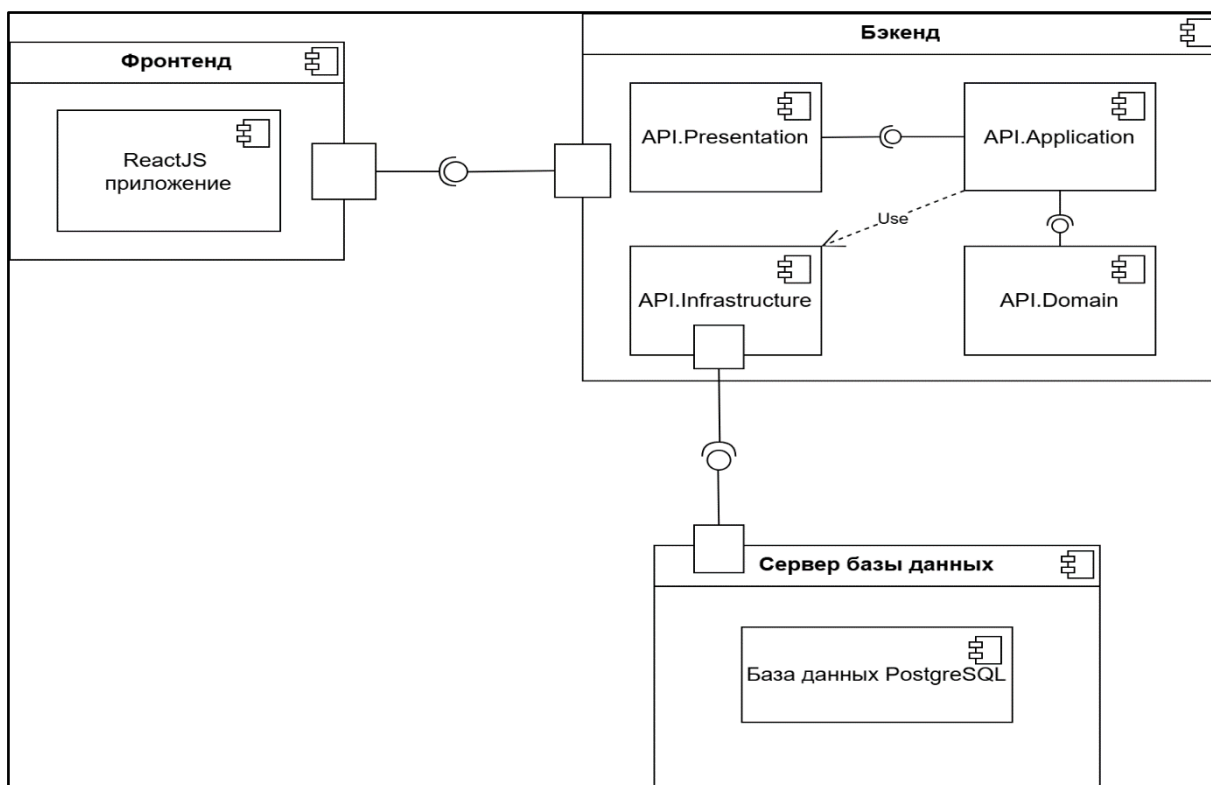 Фронтенд
ReactJS
приложение
Бэкенд
API.Presentation
API.Application
Use
API.Infrastructure
API.Domain
Сервер базы данных
База данных PostgreSQL